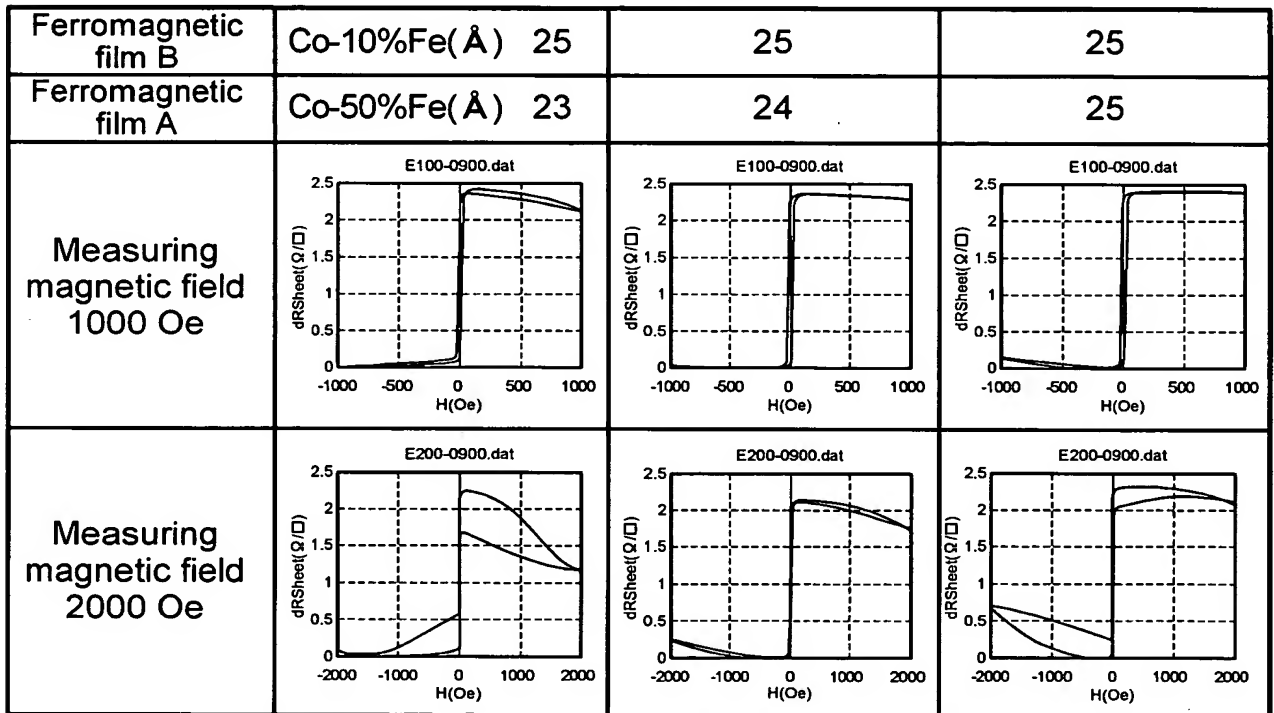 Ferromagnetic
film B
Co-10%Fe(Å) 25
25
25
Ferromagnetic
film A
Co-50%Fe(Å) 23
24
25
Measuring
magnetic field
1000 Oe
E100-0900.dat
2.5
2
1.5
1
0.5
0
dRSheet(Ω/□)
-1000 -500 0 500 1000
H(Oe)
E100-0900.dat
2.5
2
1.5
1
0.5
0
dRSheet(Ω/□)
-1000 -500 0 500 1000
H(Oe)
E100-0900.dat
2.5
2
1.5
1
0.5
0
dRSheet(Ω/□)
-1000 -500 0 500 1000
H(Oe)
Measuring
magnetic field
2000 Oe
E200-0900.dat
2.5
2
1.5
1
0.5
0
dRSheet(Ω/□)
-2000 -1000 0 1000 2000
H(Oe)
E200-0900.dat
2.5
2
1.5
1
0.5
0
dRSheet(Ω/□)
-2000 -1000 0 1000 2000
H(Oe)
E200-0900.dat
2.5
2
1.5
1
0.5
0
dRSheet(Ω/□)
-2000 -1000 0 1000 2000
H(Oe)